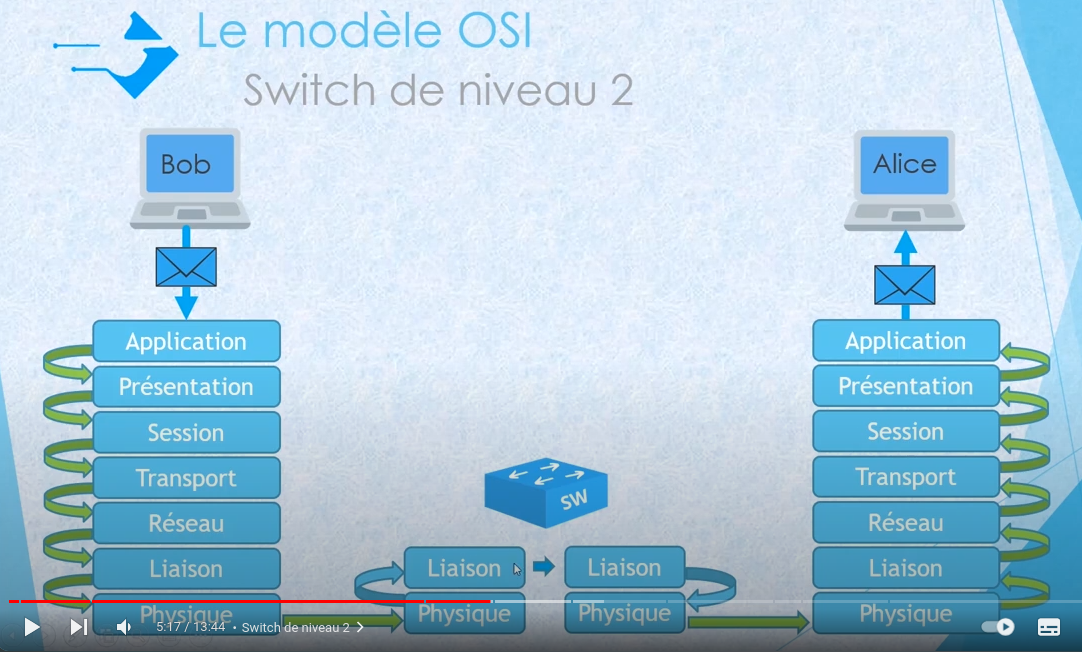 Le modèle OSI
Switch de niveau 2
Bob
Alice
Application
Présentation
Session
Transport
Réseau
Liaison
Physique
SW
Liaison
Liaison
Physique
Physique
Application
Présentation
Session
Transport
Réseau
Liaison
Physique
5:17 / 13:44 • Switch de niveau 2